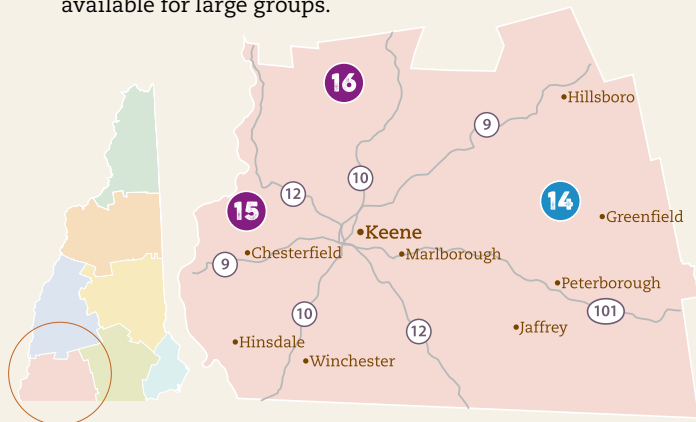 available for large groups.
16
9
Hillsboro
10
12
14
15
Greenfield
Keene
Chesterfield
Marlborough
9
Peterborough
10
101
12
Jaffrey
Hinsdale
Winchester